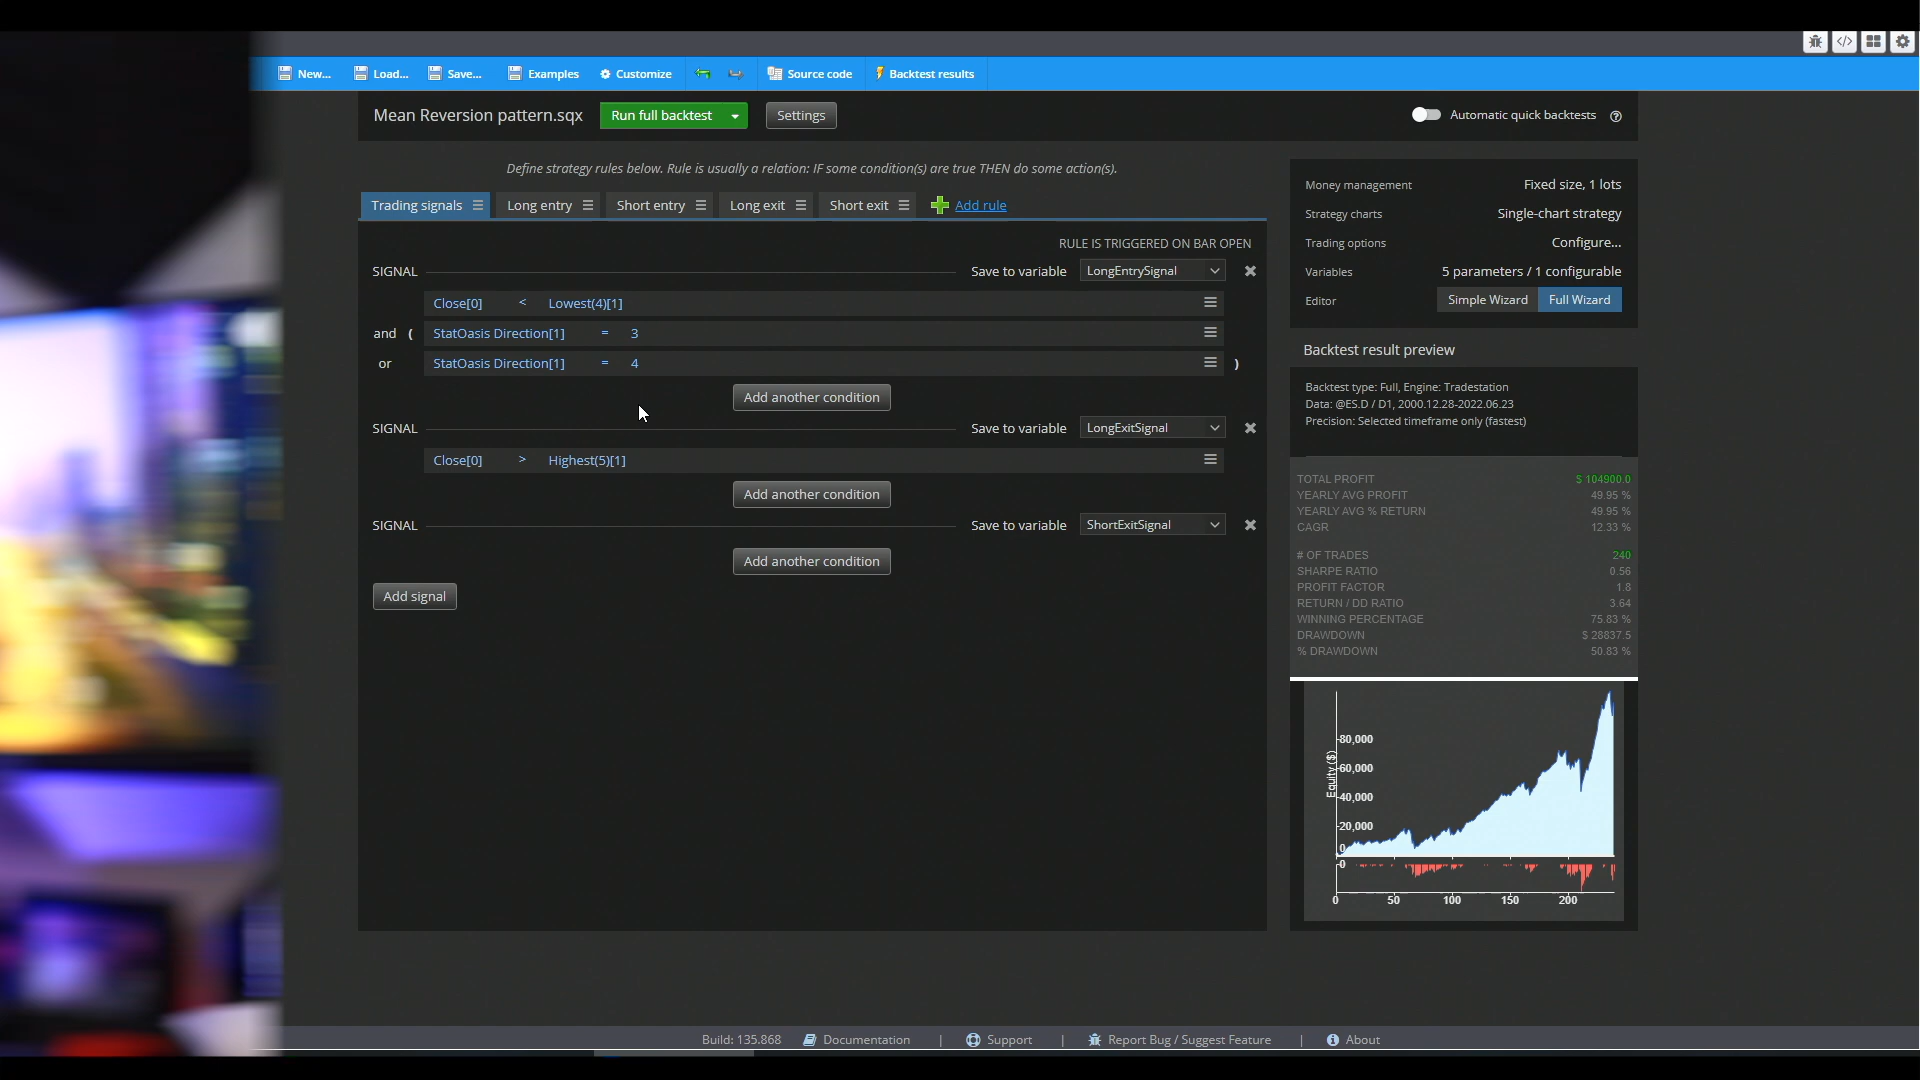 New... Load... Save... Examples Customize Source code Backtest results
Mean Reversion pattern.sqx Run full backtest Settings Automatic quick backtests
Define strategy rules below. Rule is usually a relation: IF some condition(s) are true THEN do some action(s).
Trading signals Long entry Short entry Long exit Short exit Add rule
RULE IS TRIGGERED ON BAR OPEN
SIGNAL Save to variable LongEntrySignal
Close[0] < Lowest(4)[1]
and ( StatOasis Direction[1] = 3
or StatOasis Direction[1] = 4 )
Add another condition
SIGNAL Save to variable LongExitSignal
Close[0] > Highest(5)[1]
Add another condition
SIGNAL Save to variable ShortExitSignal
Add another condition
Add signal
Money management Fixed size, 1 lots
Strategy charts Single-chart strategy
Trading options Configure...
Variables 5 parameters / 1 configurable
Editor Simple Wizard Full Wizard
Backtest result preview
Backtest type: Full, Engine: Tradestation
Data: @ES.D / D1, 2000.12.28-2022.06.23
Precision: Selected timeframe only (fastest)
TOTAL PROFIT $ 104900.0
YEARLY AVG PROFIT 49.95 %
YEARLY AVG % RETURN 49.95 %
CAGR 12.33 %
# OF TRADES 240
SHARPE RATIO 0.56
PROFIT FACTOR 1.8
RETURN / DD RATIO 3.64
WINNING PERCENTAGE 75.83 %
DRAWDOWN $ 28837.5
% DRAWDOWN 50.83 %
Equity ($)
80,000
60,000
40,000
20,000
0
0
0 50 100 150 200
Build: 135.868 Documentation | Support | Report Bug / Suggest Feature | About